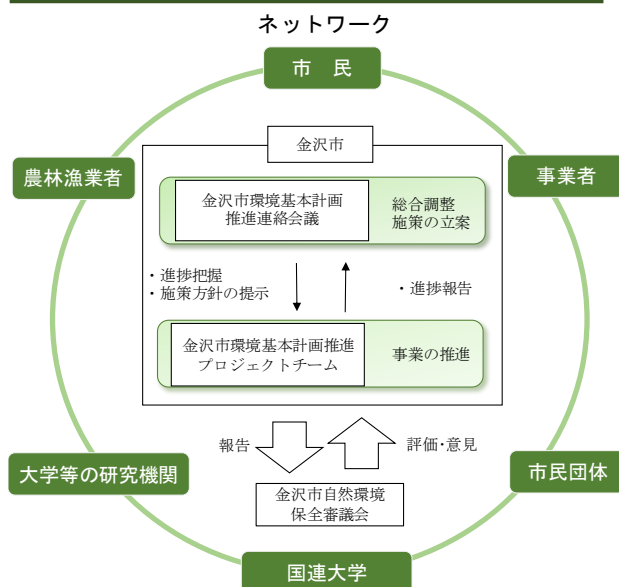 ネットワーク
市　民
金沢市
農林漁業者
事業者
金沢市環境基本計画
推進連絡会議
総合調整
施策の立案
・進捗把握
・施策方針の提示
・進捗報告
金沢市環境基本計画推進
プロジェクトチーム
事業の推進
報告
評価・意見
大学等の研究機関
市民団体
金沢市自然環境
保全審議会
国連大学